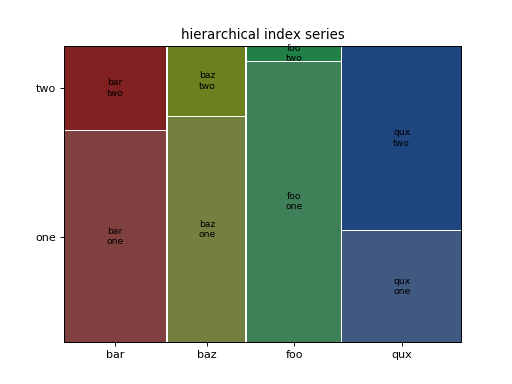 hierarchical index series
two
one
bar
two
baz
two
foo
two
qux
two
bar
one
baz
one
foo
one
qux
one
bar
baz
foo
qux